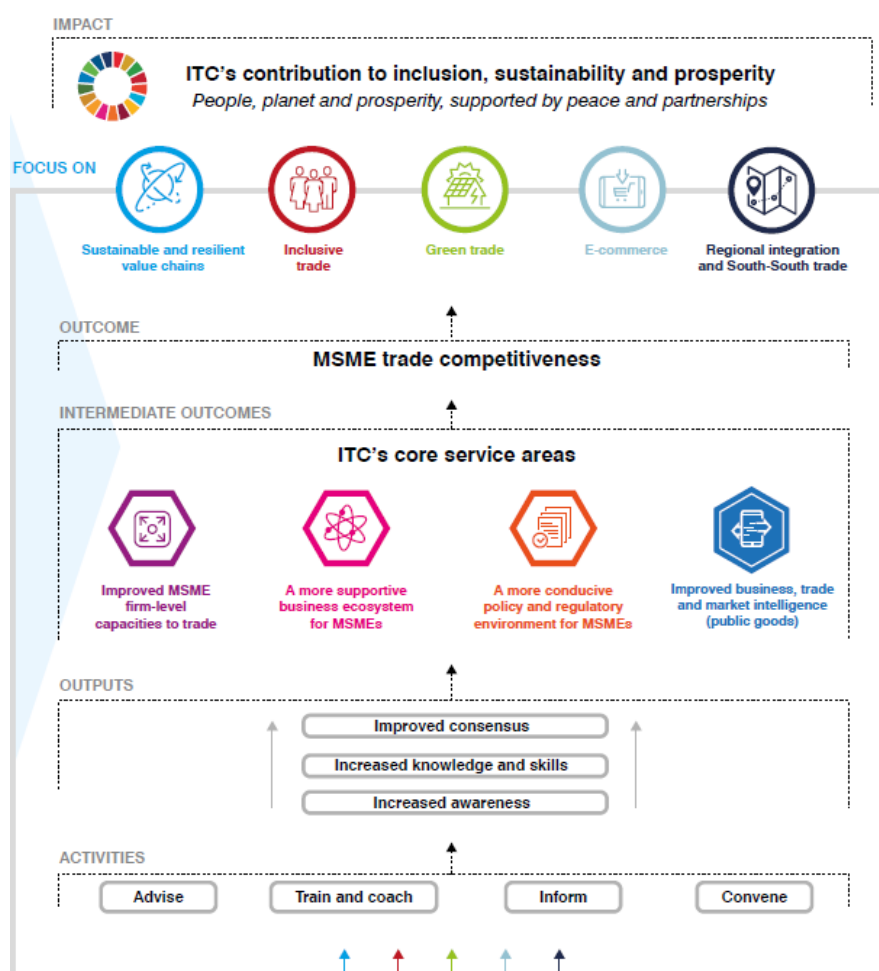 IMPACT
ITC's contribution to inclusion, sustainability and prosperity
People, planet and prosperity, supported by peace and partnerships
FOCUS ON
Sustainable and resilient
value chains
Inclusive
trade
Green trade
E-commerce
Regional integration
and South-South trade
OUTCOME
MSME trade competitiveness
INTERMEDIATE OUTCOMES
ITC's core service areas
Improved MSME
firm-level
capacities to trade
A more supportive
business ecosystem
for MSMEs
A more conducive
policy and regulatory
environment for MSMEs
Improved business, trade
and market intelligence
(public goods)
OUTPUTS
Improved consensus
Increased knowledge and skills
Increased awareness
ACTIVITIES
Advise
Train and coach
Inform
Convene